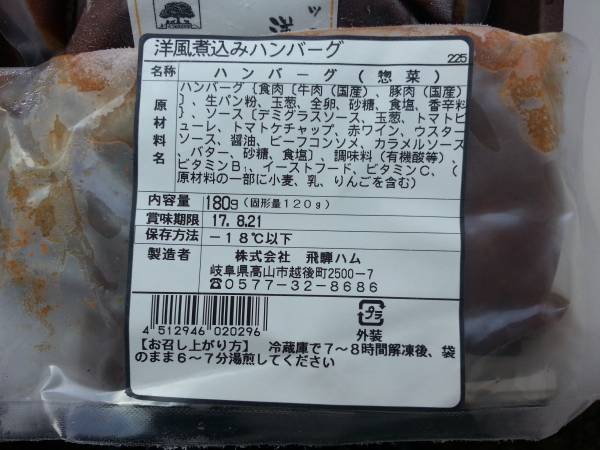 洋風煮込みハンバーグ 225
名称 ハンバーグ(惣菜)
原材料名
ハンバーグ〔食肉〔牛肉(国産)、豚肉(国産)
〕、生パン粉、玉葱、全卵、砂糖、食塩、香辛料
〕、ソース〔デミグラスソース、玉葱、トマトピ
ューレ、トマトケチャップ、赤ワイン、ウスター
ソース、醤油、ビーフコンソメ、カラメルソース
、バター、砂糖、食塩〕、調味料(有機酸等)、
ビタミンB₁、イーストフード、ビタミンC、(
原材料の一部に小麦、乳、りんごを含む)
内容量 180g(固形量120g)
賞味期限 17. 8.21
保存方法 -18℃以下
製造者 株式会社 飛騨ハム
岐阜県高山市越後町2500-7
☎0577-32-8686
4 512946 020296
プラ
外装
【お召し上がり方】 冷蔵庫で7~8時間解凍後、袋
のまま6~7分湯煎してください